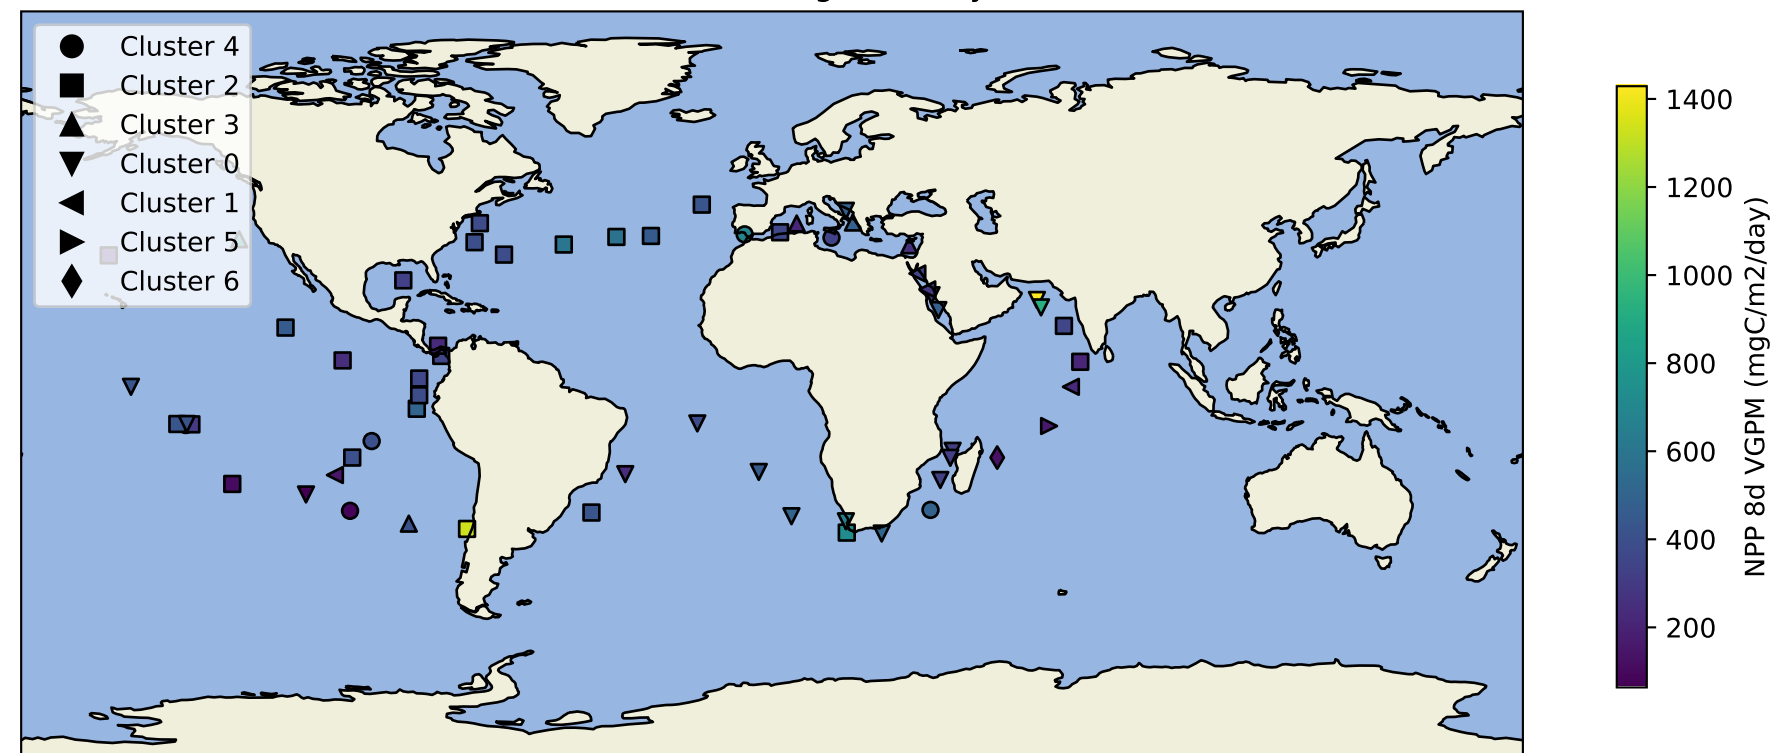 Cluster 4
Cluster 2
Cluster 3
Cluster 0
Cluster 1
Cluster 5
Cluster 6
1400
1200
1000
800
600
400
200
NPP 8d VGPM (mgC/m2/day)